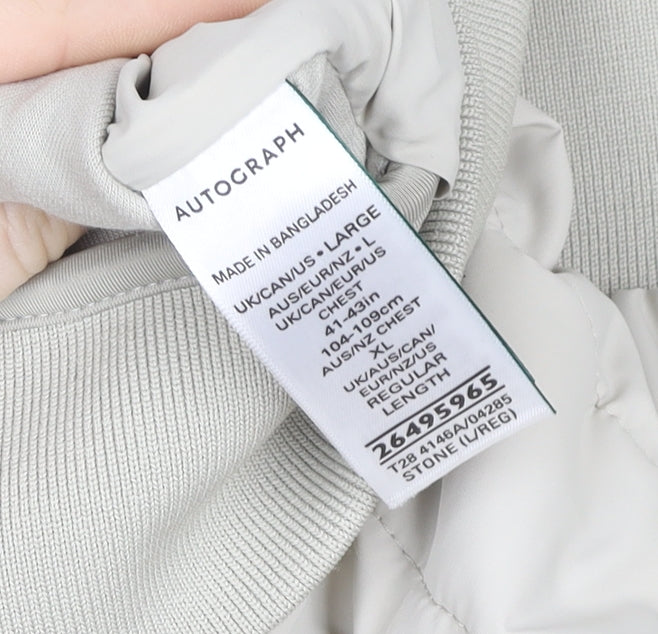 AUTOGRAPH
MADE IN BANGLADESH
UK/CAN/US • LARGE
AUS/EUR/NZ • L
UK/CAN/EUR/US
CHEST
41-43in
104-109cm
AUS/NZ CHEST
XL
UK/AUS/CAN/
EUR/NZ/US
REGULAR
LENGTH
26495965
T28 4146A/04285
STONE (L/REG)